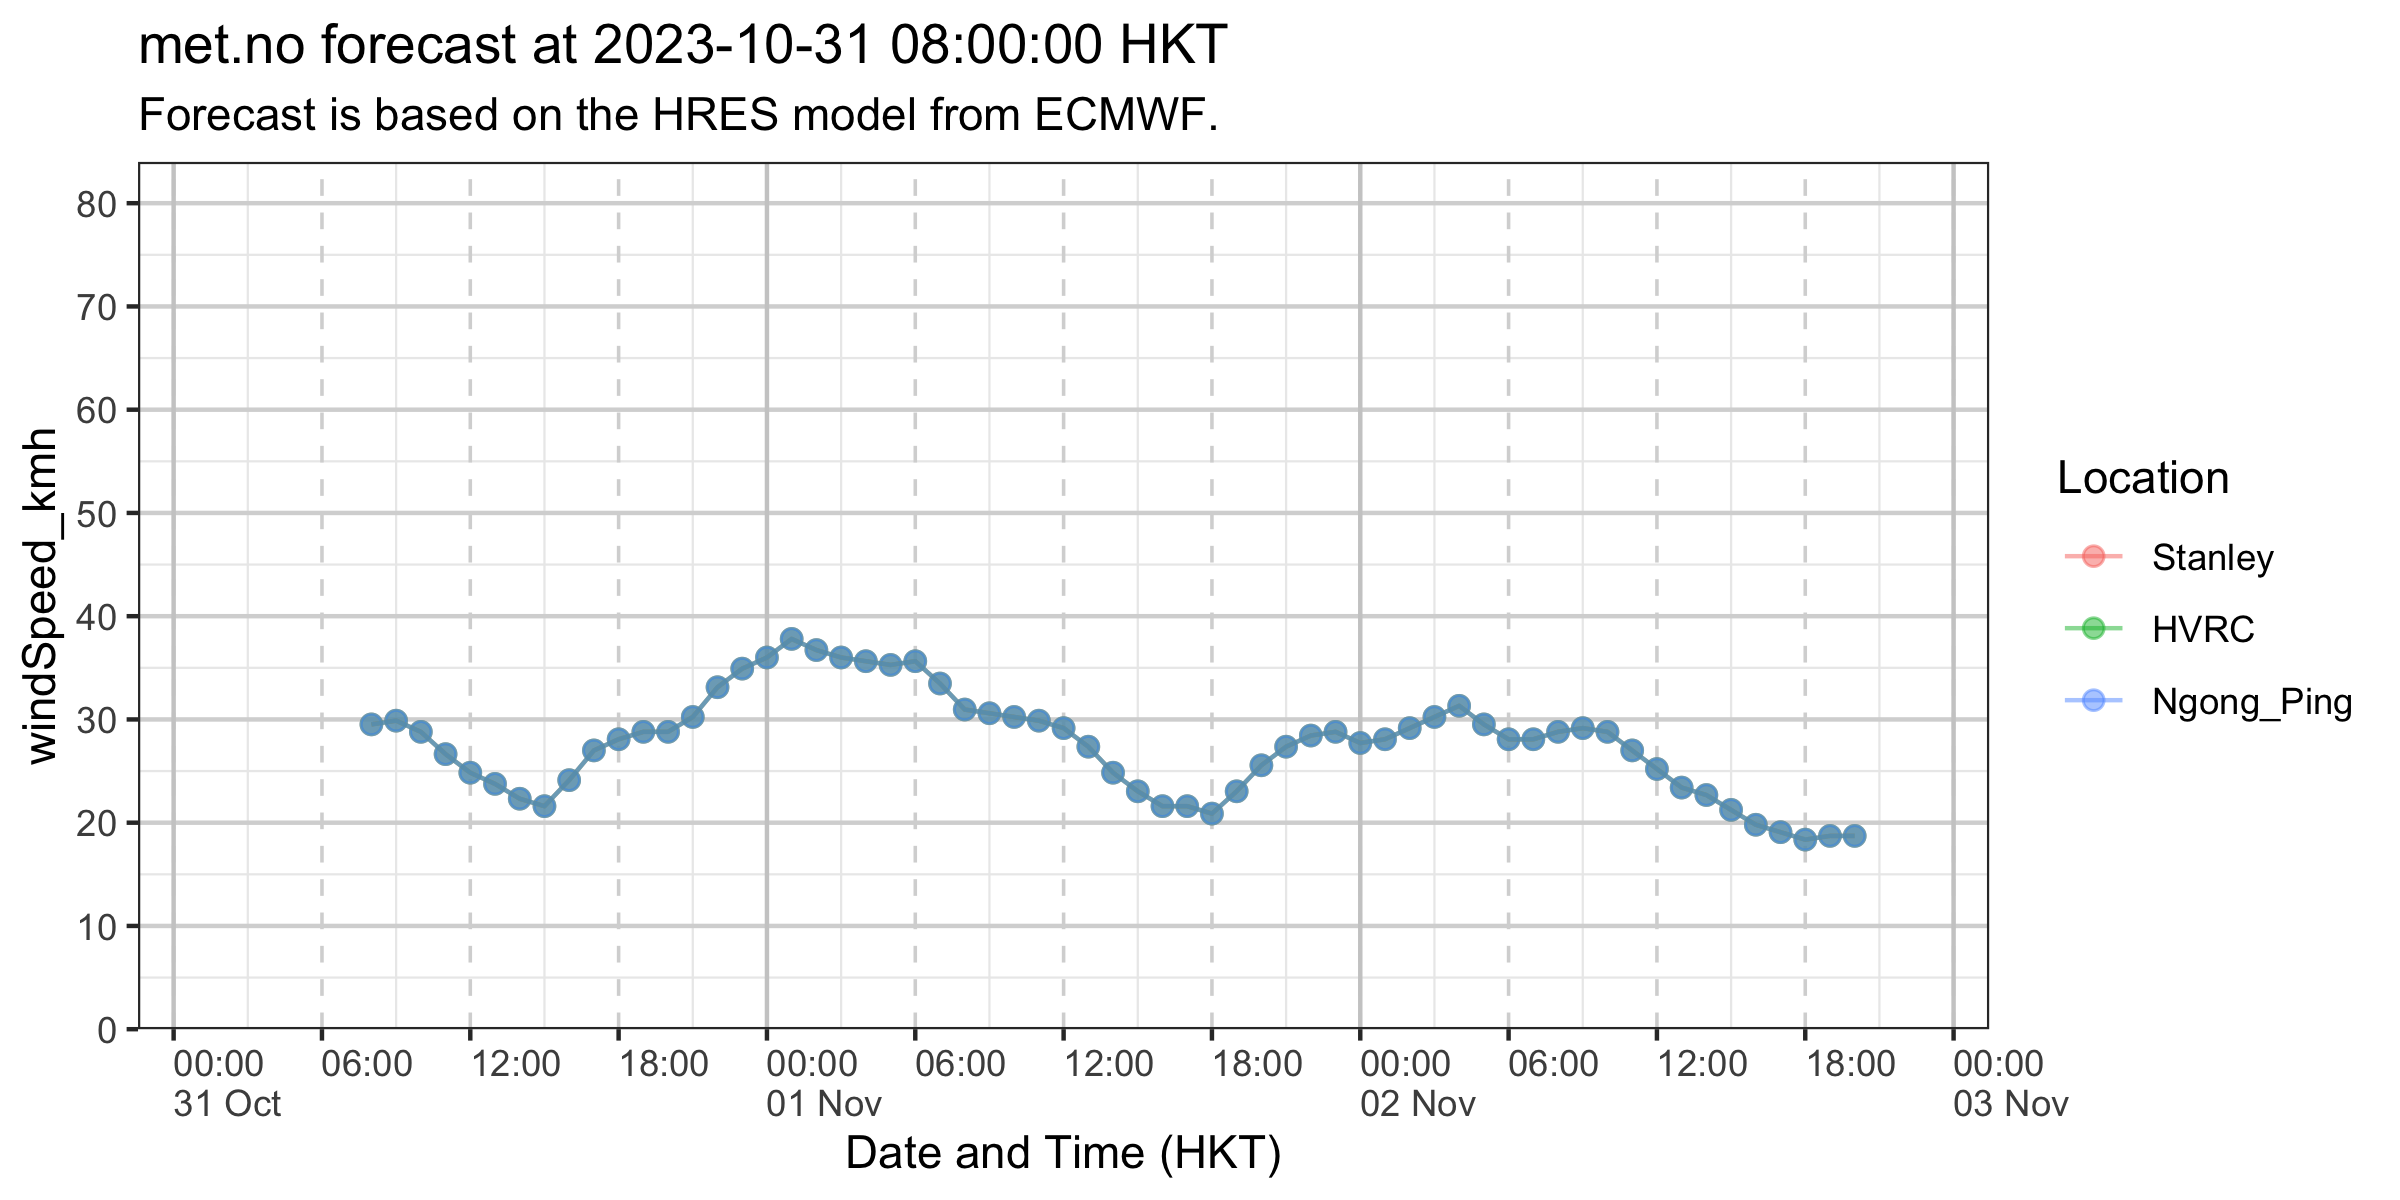 met.no forecast at 2023-10-31 08:00:00 HKT
Forecast is based on the HRES model from ECMWF.
windSpeed_kmh
80
70
60
50
40
30
20
10
0
00:00 06:00 12:00 18:00 00:00 06:00 12:00 18:00 00:00 06:00 12:00 18:00 00:00
31 Oct 01 Nov 02 Nov 03 Nov
Date and Time (HKT)
Location
Stanley
HVRC
Ngong_Ping